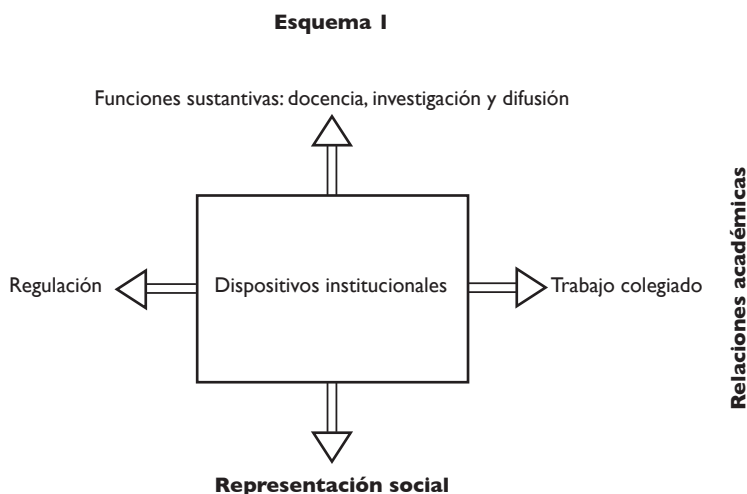 Esquema 1
Funciones sustantivas: docencia, investigación y difusión
Regulación
Dispositivos institucionales
Trabajo colegiado
Relaciones académicas
Representación social